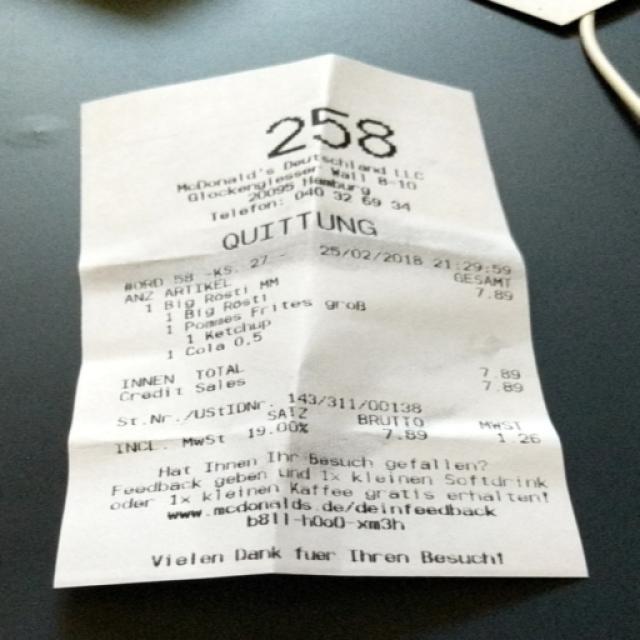 258
McDonald's Deutschland LLC
Glockengiesser Wall 8-10
20095 Hamburg
Telefon: 040 32 69 34
QUITTUNG
#ORD 58 -KS. 27 - 25/02/2018 21:29:59
ANZ ARTIKEL GESAMT
1 Big Rösti MM 7.89
1 Big Rösti
1 Pommes Frites groß
1 Ketchup
1 Cola 0,5
INNEN TOTAL 7.89
Credit Sales 7.89
St.Nr./UStIDNr. 143/311/00138
SATZ BRUTTO MWST
INCL. MwSt 19.00% 7.89 1.26
Hat Ihnen Ihr Besuch gefallen?
Feedback geben und 1x kleinen Softdrink
oder 1x kleinen Kaffee gratis erhalten!
www.mcdonalds.de/deinfeedback
b8ll-h0oO-xm3h
Vielen Dank fuer Ihren Besuch!